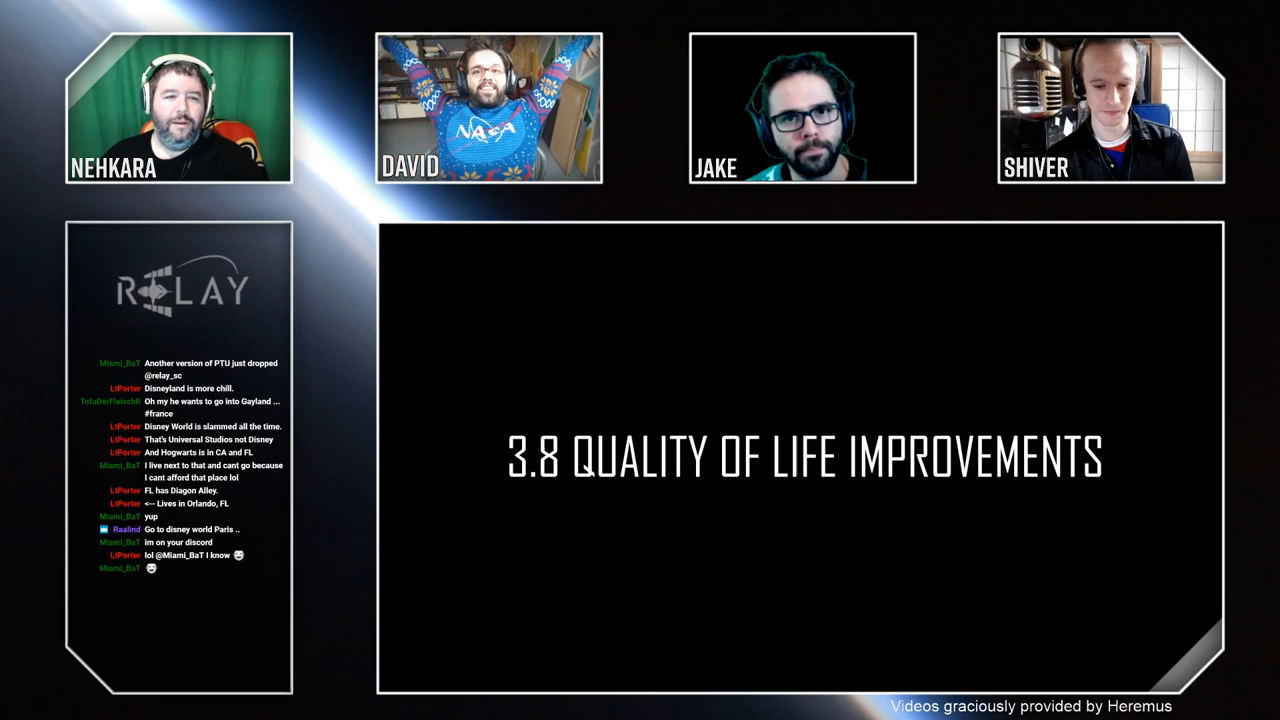 NEHKARA
DAVID
NASA
JAKE
SHIVER
RELAY
Miami_BaT Another version of PTU just dropped
@relay_sc
LtPorter Disneyland is more chill.
TofuDerFleischR Oh my he wants to go into Gayland ...
#france
LtPorter Disney World is slammed all the time.
LtPorter That's Universal Studios not Disney
LtPorter And Hogwarts is in CA and FL
Miami_BaT I live next to that and cant go because
I cant afford that place lol
LtPorter FL has Diagon Alley.
LtPorter <-- Lives in Orlando, FL
Miami_BaT yup
Raalind Go to disney world Paris ..
Miami_BaT im on your discord
LtPorter lol @Miami_BaT I know
Miami_BaT
3.8 QUALITY OF LIFE IMPROVEMENTS
Videos graciously provided by Heremus